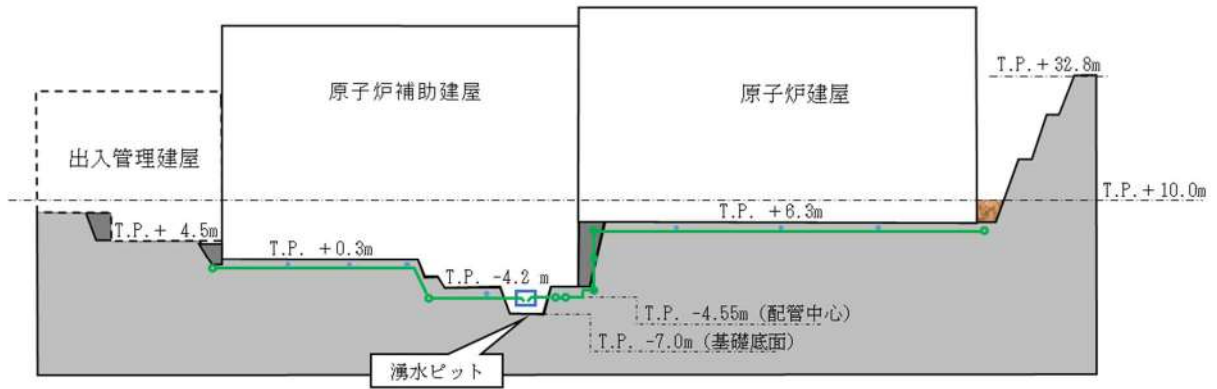 T.P.+32.8m
原子炉補助建屋
原子炉建屋
出入管理建屋
T.P.+10.0m
T.P.+ 4.5m
T.P. +6.3m
T.P. +0.3m
T.P. -4.2 m
T.P. -4.55m（配管中心）
T.P. -7.0m（基礎底面）
湧水ピット